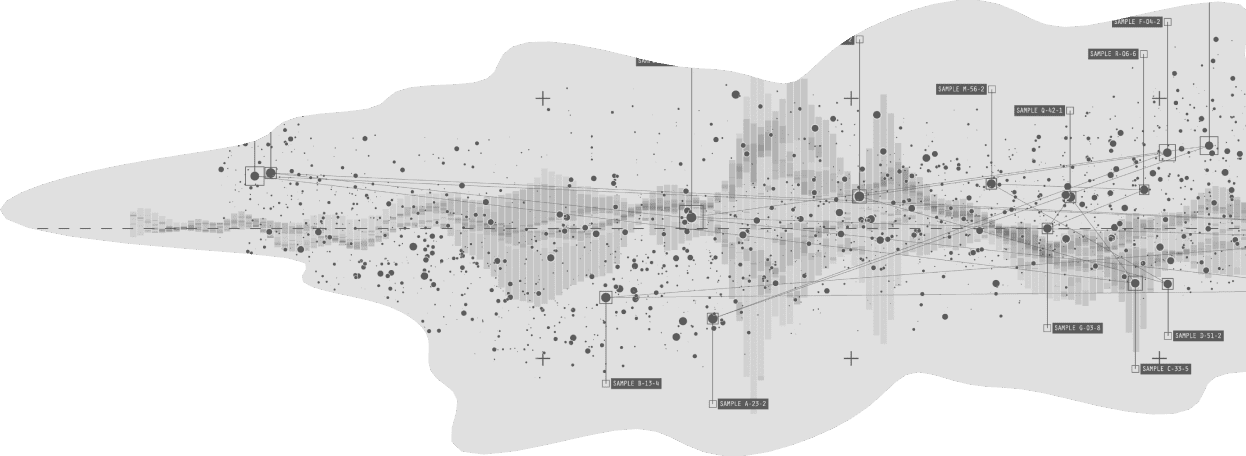 SAMPLE F-04-2
SAMPLE R-06-6
SAMPLE M-56-2
SAMPLE Q-42-1
SAMPLE G-03-8
SAMPLE D-51-2
SAMPLE C-33-5
SAMPLE B-13-4
SAMPLE A-23-2